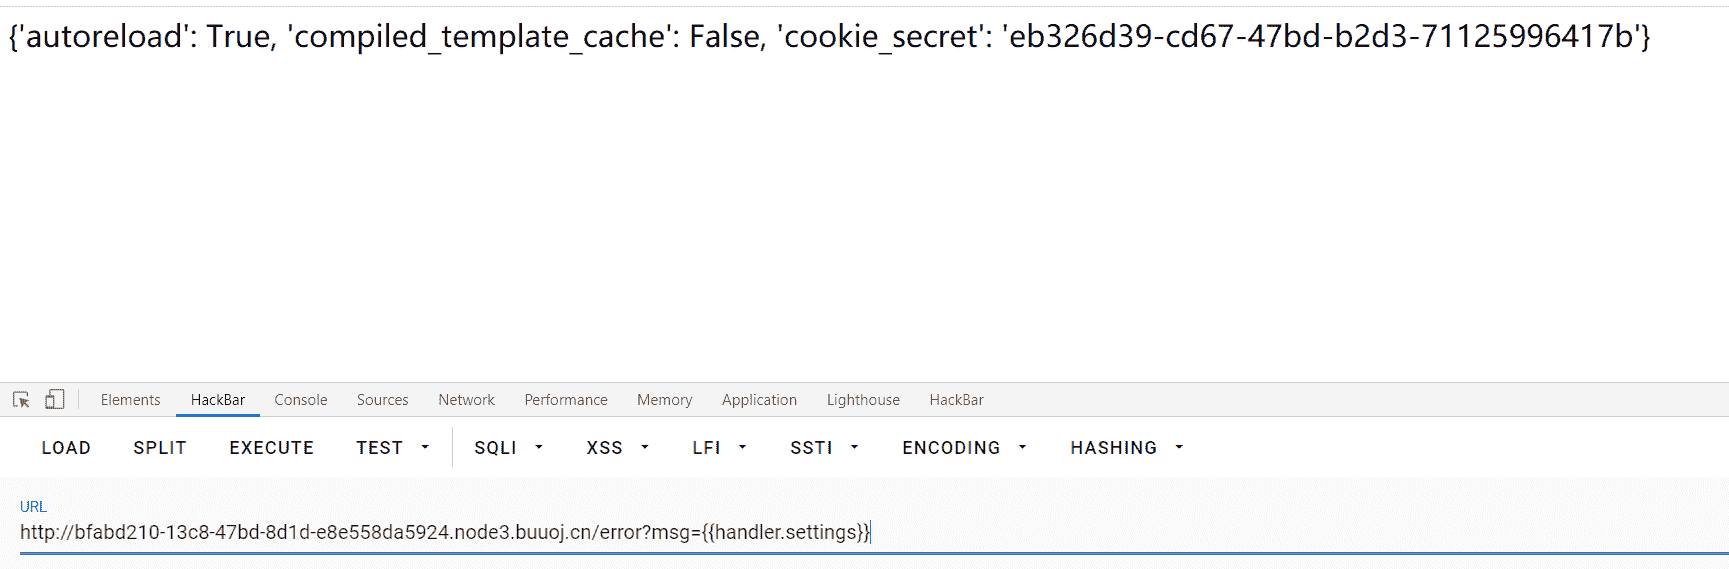 {'autoreload': True, 'compiled_template_cache': False, 'cookie_secret': 'eb326d39-cd67-47bd-b2d3-71125996417b'}
Elements HackBar Console Sources Network Performance Memory Application Lighthouse HackBar
LOAD SPLIT EXECUTE TEST SQLI XSS LFI SSTI ENCODING HASHING
URL
http://bfabd210-13c8-47bd-8d1d-e8e558da5924.node3.buuoj.cn/error?msg={{handler.settings}}